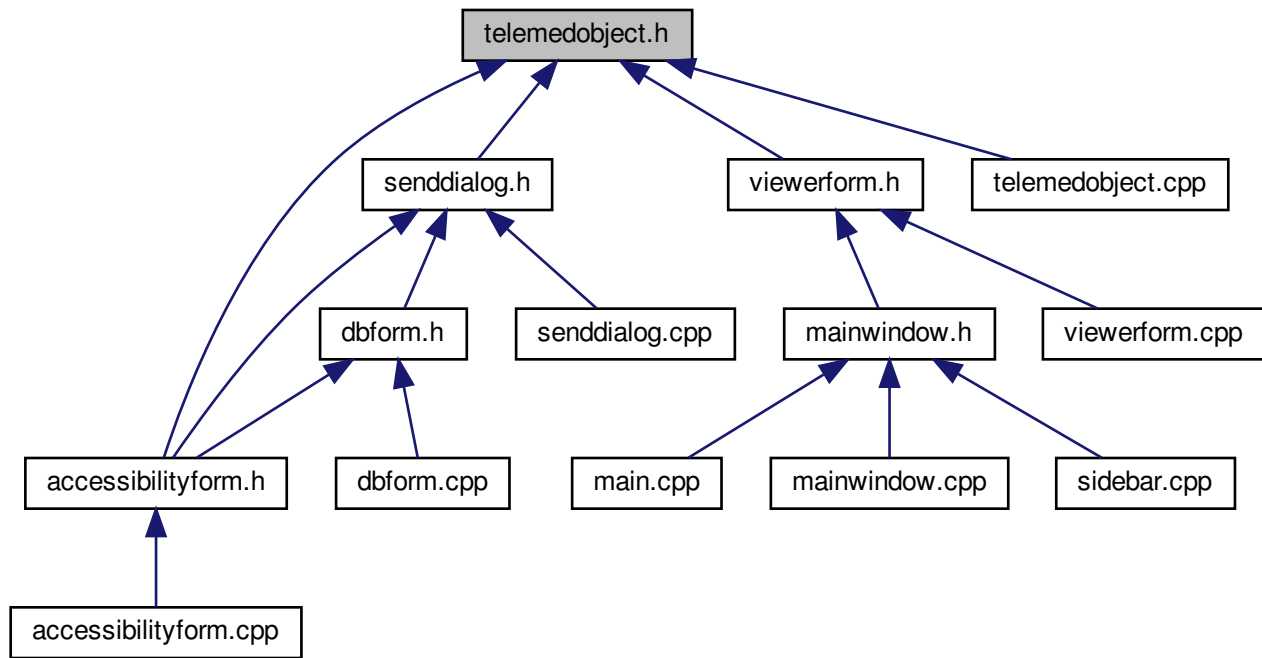 telemedobject.h
senddialog.h
viewerform.h
telemedobject.cpp
dbform.h
senddialog.cpp
mainwindow.h
viewerform.cpp
accessibilityform.h
dbform.cpp
main.cpp
mainwindow.cpp
sidebar.cpp
accessibilityform.cpp